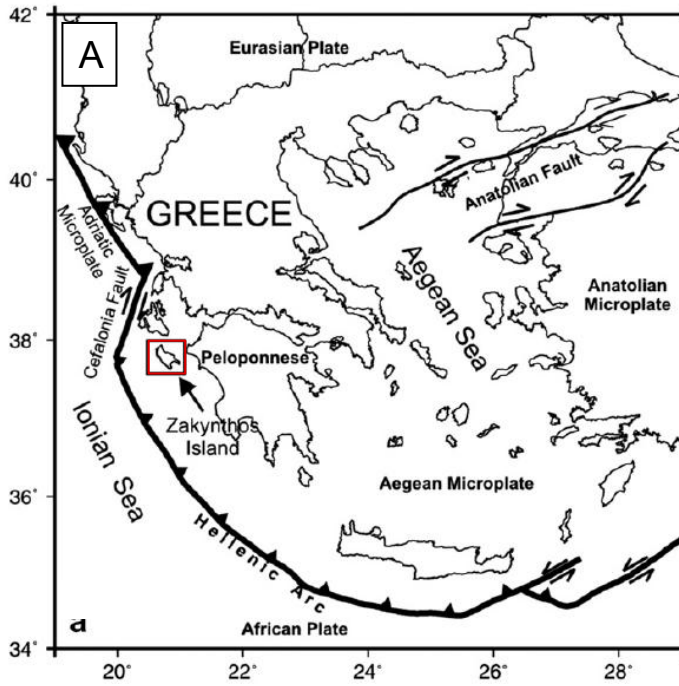 42°
A
Eurasian Plate
40°
Anatolian Fault
GREECE
Adriatic
Microplate
Aegean Sea
Anatolian
Microplate
Cefalonia Fault
38°
Peloponnese
Zakynthos
Island
Ionian Sea
36°
Aegean Microplate
Hellenic Arc
a
African Plate
34°
20°
22°
24°
26°
28°